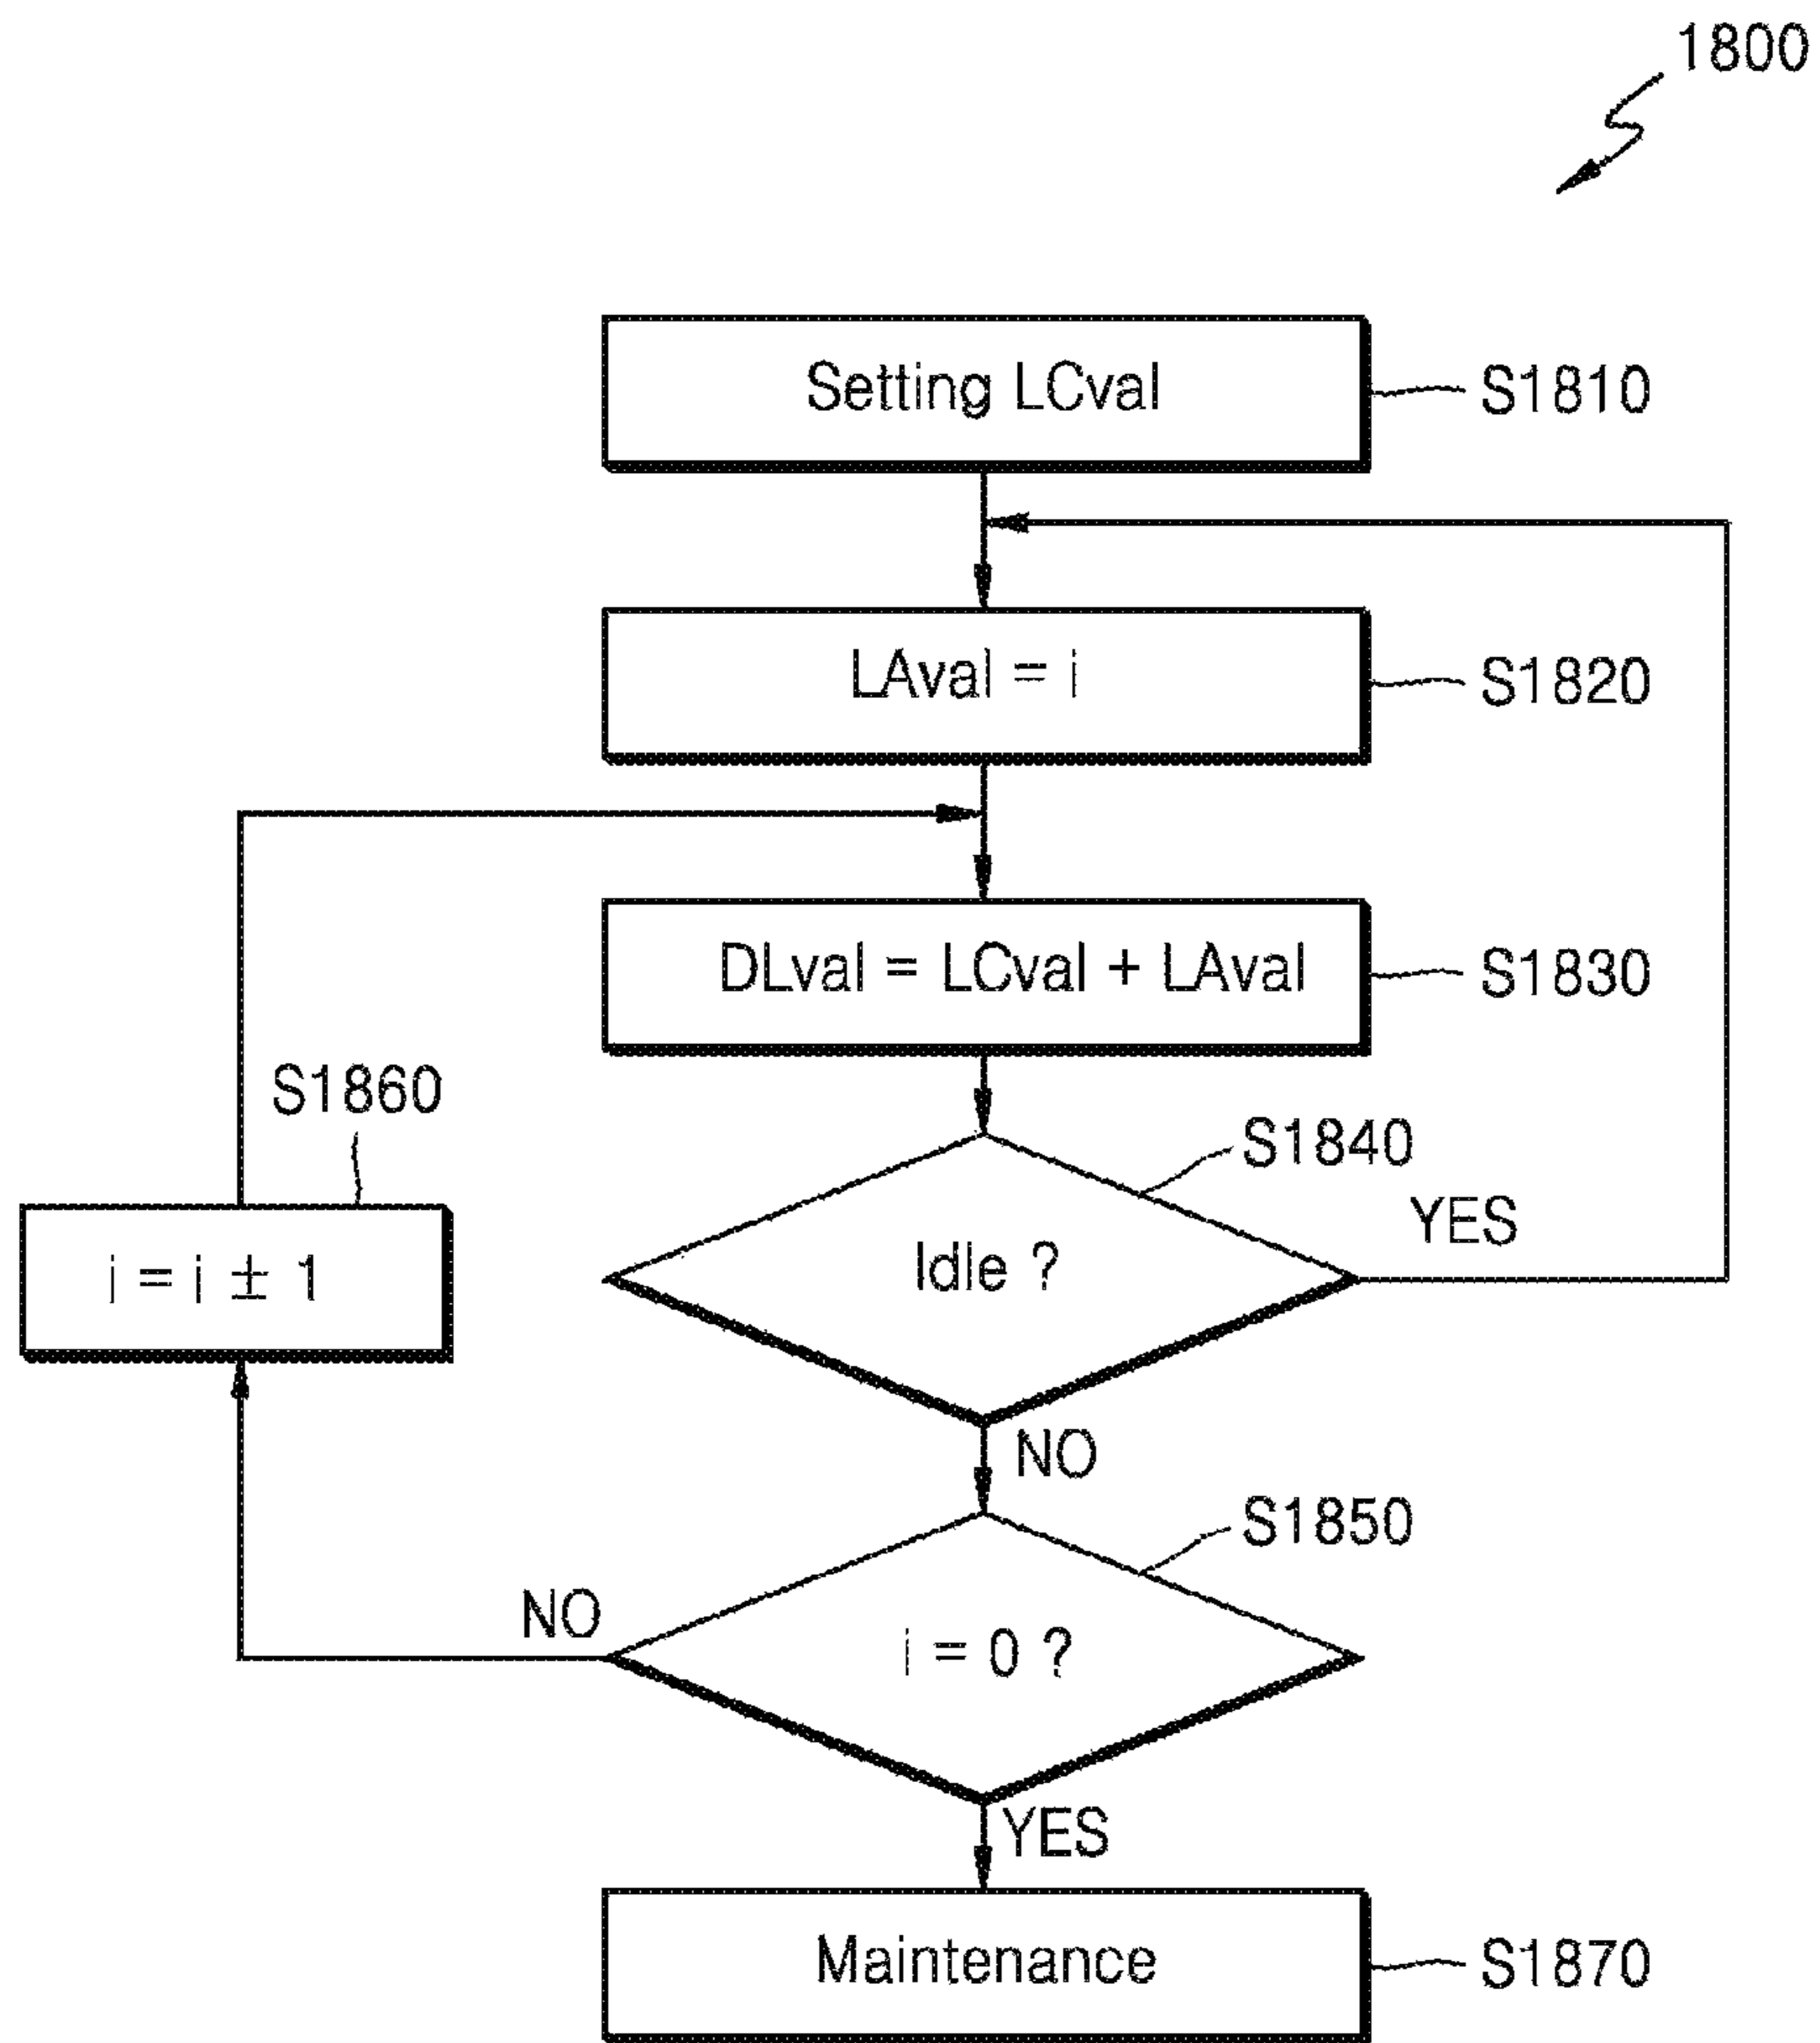 1800
Setting LCval
S1810
LAval = i
S1820
DLval = LCval + LAval
S1830
S1860
S1840
YES
i = i ± 1
Idle ?
NO
S1850
NO
i = 0 ?
YES
Maintenance
S1870